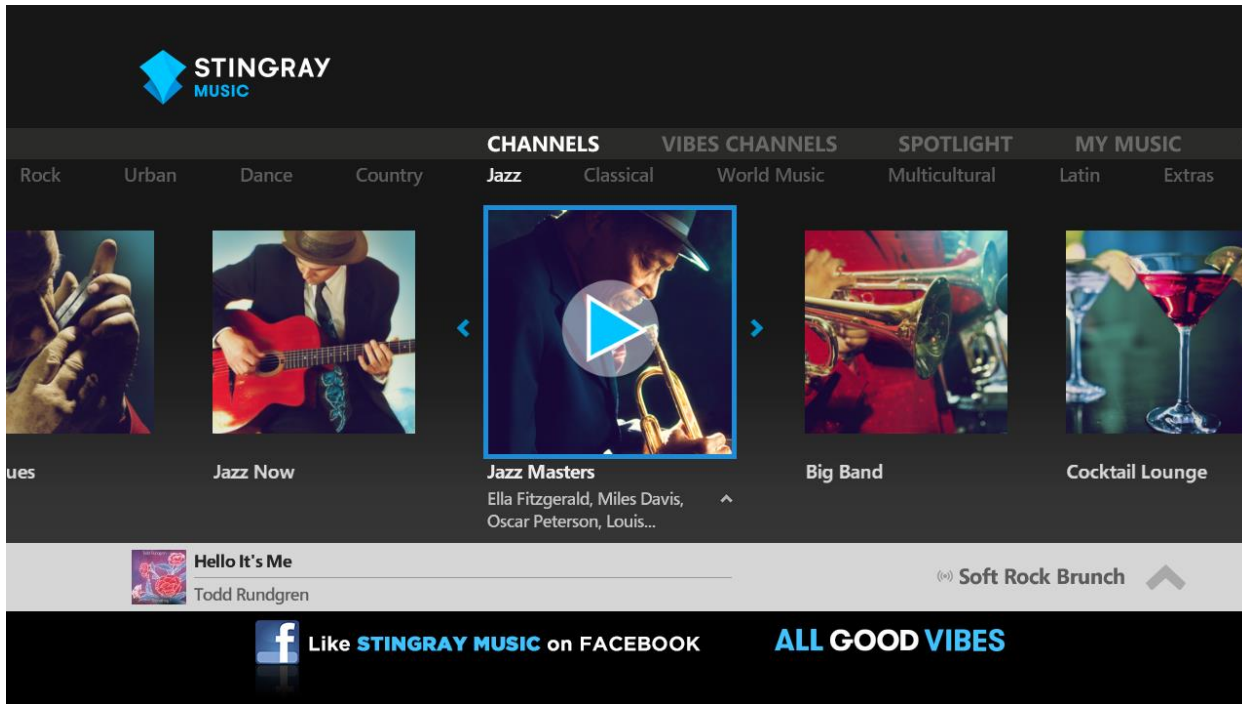 STINGRAY
MUSIC
CHANNELS VIBES CHANNELS SPOTLIGHT MY MUSIC
Rock Urban Dance Country Jazz Classical World Music Multicultural Latin Extras
ues Jazz Now Jazz Masters Big Band Cocktail Lounge
Ella Fitzgerald, Miles Davis,
Oscar Peterson, Louis...
Hello It's Me
Todd Rundgren
Soft Rock Brunch
f Like STINGRAY MUSIC on FACEBOOK ALL GOOD VIBES